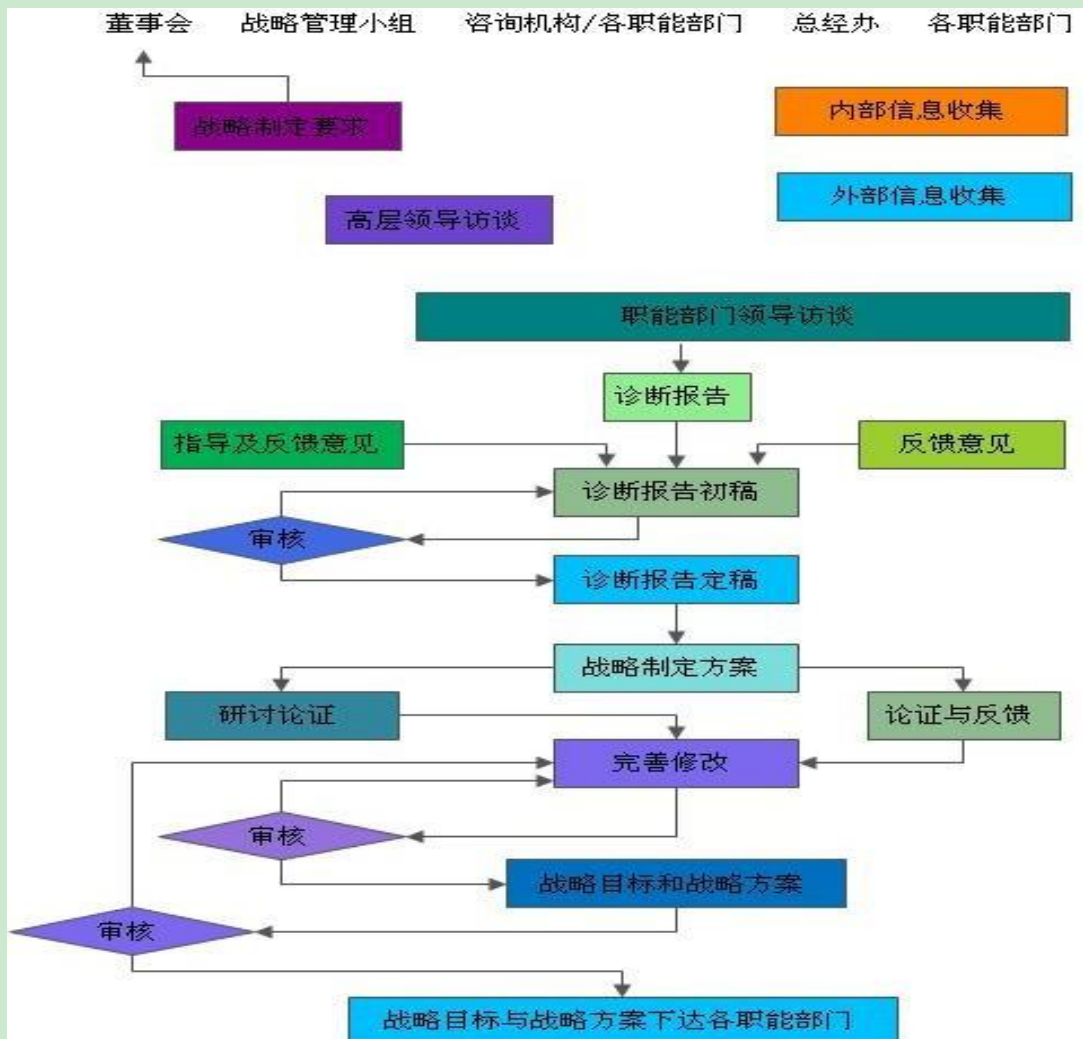 董事会 战略管理小组 咨询机构/各职能部门 总经办 各职能部门
战略制定要求
内部信息收集
高层领导访谈
外部信息收集
职能部门领导访谈
诊断报告
指导及反馈意见
反馈意见
诊断报告初稿
审核
诊断报告定稿
战略制定方案
研讨论证
论证与反馈
完善修改
审核
战略目标和战略方案
审核
战略目标与战略方案下达各职能部门